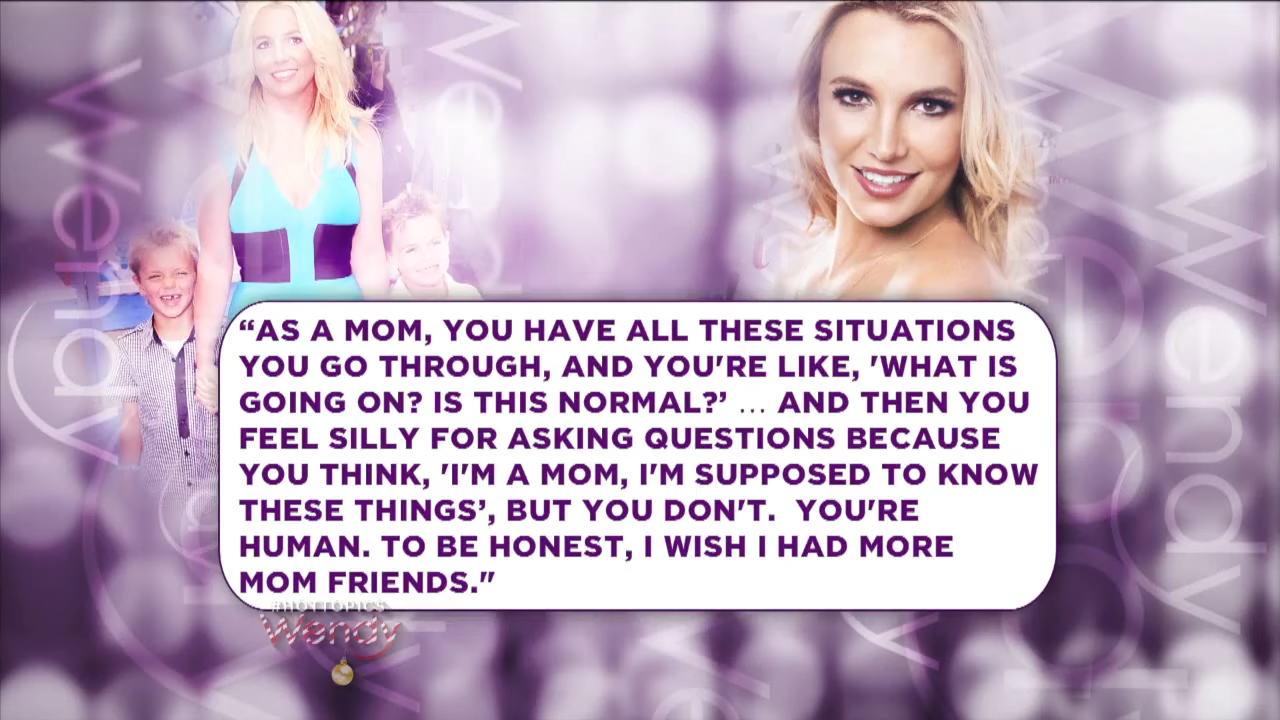 “AS A MOM, YOU HAVE ALL THESE SITUATIONS
YOU GO THROUGH, AND YOU'RE LIKE, 'WHAT IS
GOING ON? IS THIS NORMAL?’ … AND THEN YOU
FEEL SILLY FOR ASKING QUESTIONS BECAUSE
YOU THINK, 'I'M A MOM, I'M SUPPOSED TO KNOW
THESE THINGS’, BUT YOU DON'T.  YOU'RE
HUMAN. TO BE HONEST, I WISH I HAD MORE
MOM FRIENDS."
#HOTTOPICS
Wendy
Wendy
Wendy